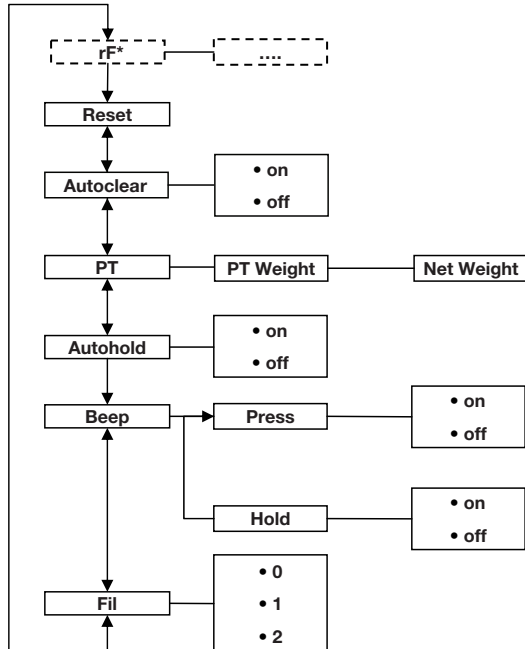 rF*
....
Reset
Autoclear
• on
• off
PT
PT Weight
Net Weight
Autohold
• on
• off
Beep
Press
• on
• off
Hold
• on
• off
Fil
• 0
• 1
• 2